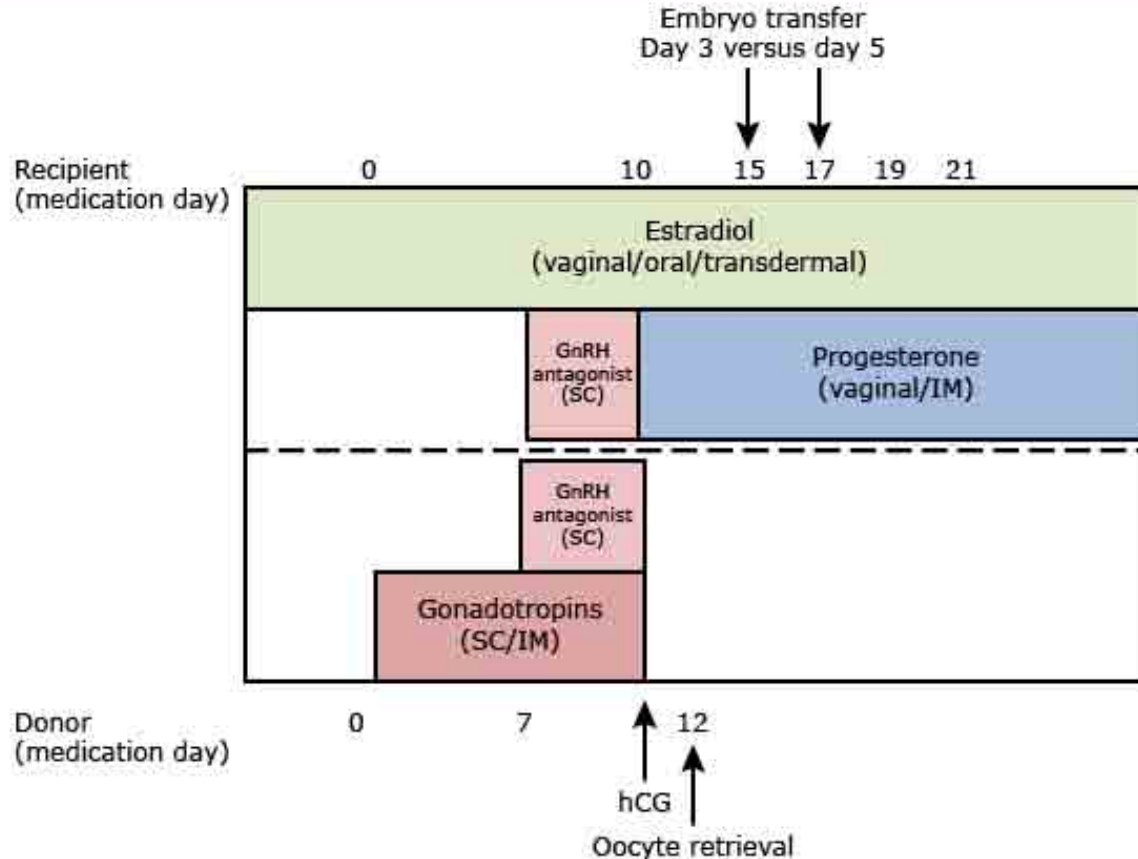 Embryo transfer
Day 3 versus day 5
Recipient
(medication day)
0 10 15 17 19 21
Estradiol
(vaginal/oral/transdermal)
GnRH
antagonist
(SC)
Progesterone
(vaginal/IM)
GnRH
antagonist
(SC)
Gonadotropins
(SC/IM)
Donor
(medication day)
0 7 12
hCG
Oocyte retrieval